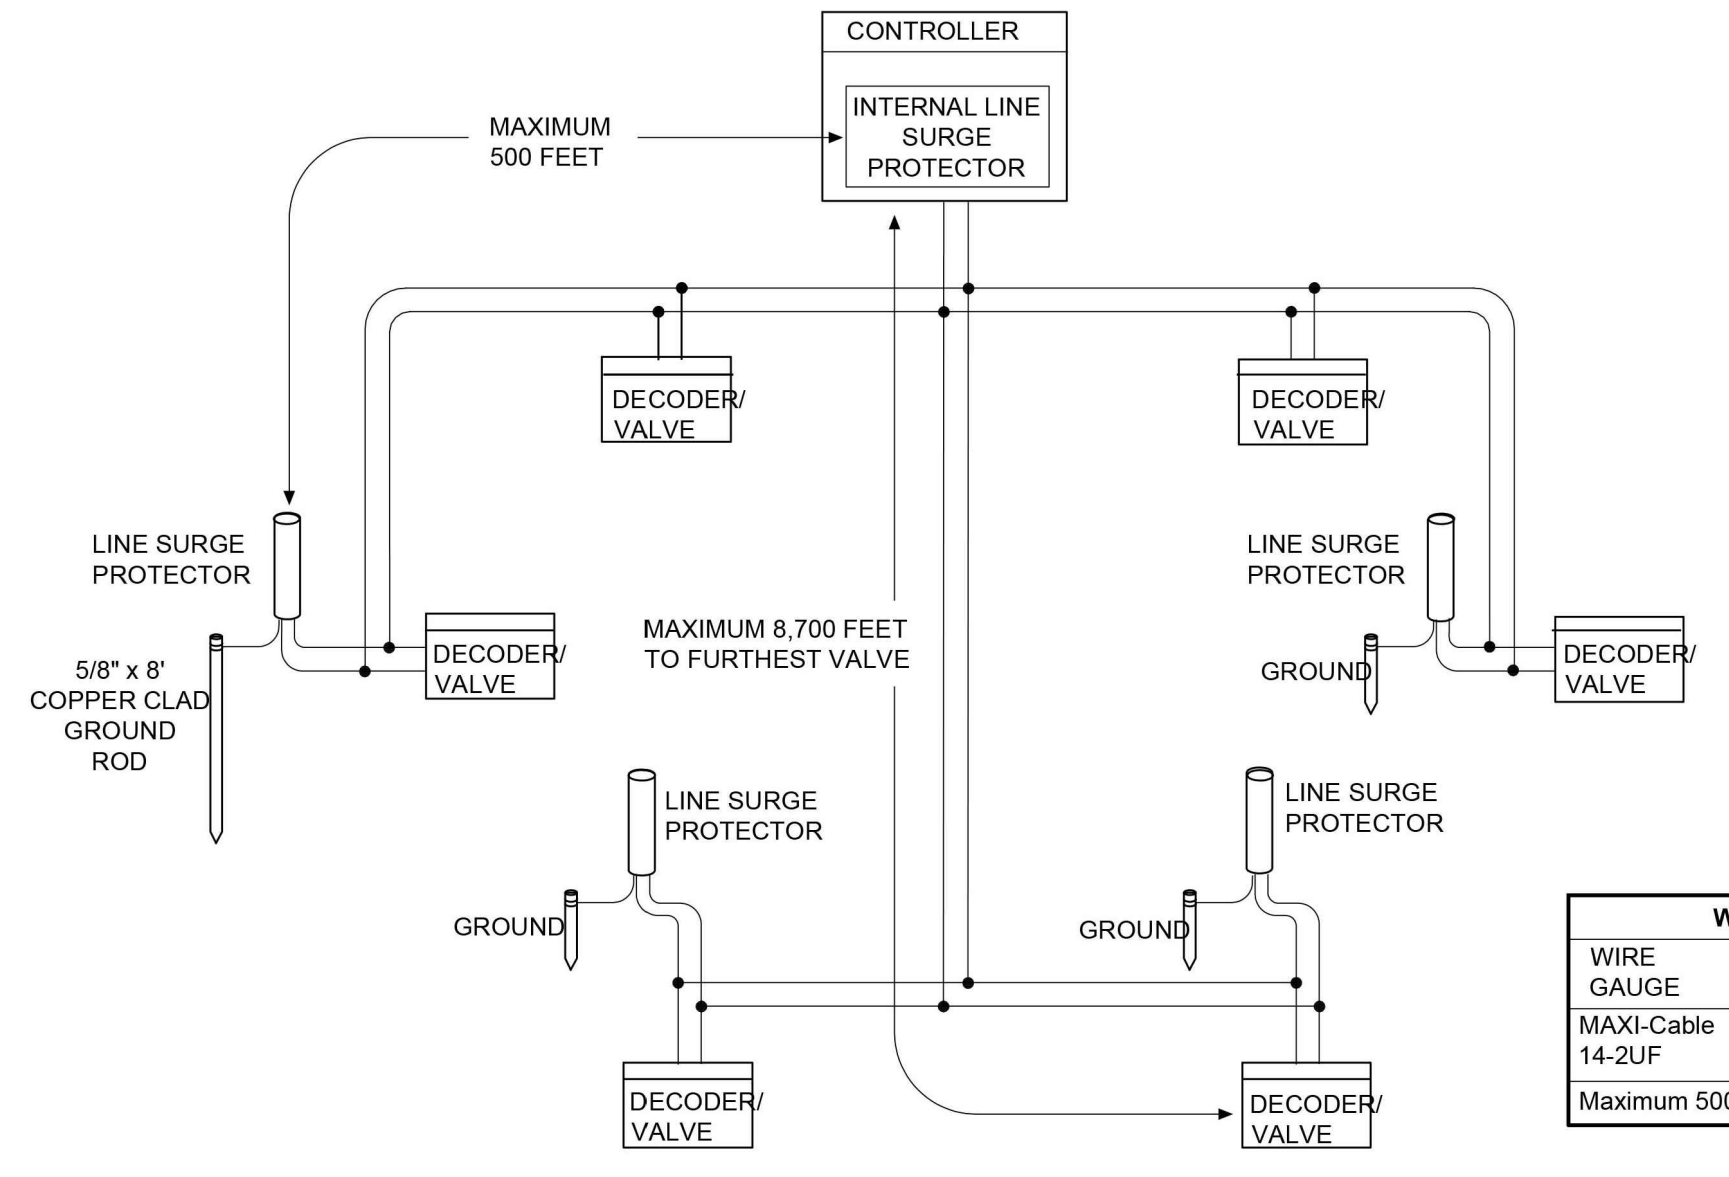 CONTROLLER
INTERNAL LINE
SURGE
PROTECTOR
MAXIMUM
500 FEET
DECODER/
VALVE
DECODER/
VALVE
LINE SURGE
PROTECTOR
LINE SURGE
PROTECTOR
5/8" x 8'
COPPER CLAD
GROUND
ROD
DECODER/
VALVE
MAXIMUM 8,700 FEET
TO FURTHEST VALVE
GROUND
DECODER/
VALVE
LINE SURGE
PROTECTOR
GROUND
LINE SURGE
PROTECTOR
GROUND
DECODER/
VALVE
DECODER/
VALVE
WIRE
GAUGE
MAXI-Cable
14-2UF
Maximum 500